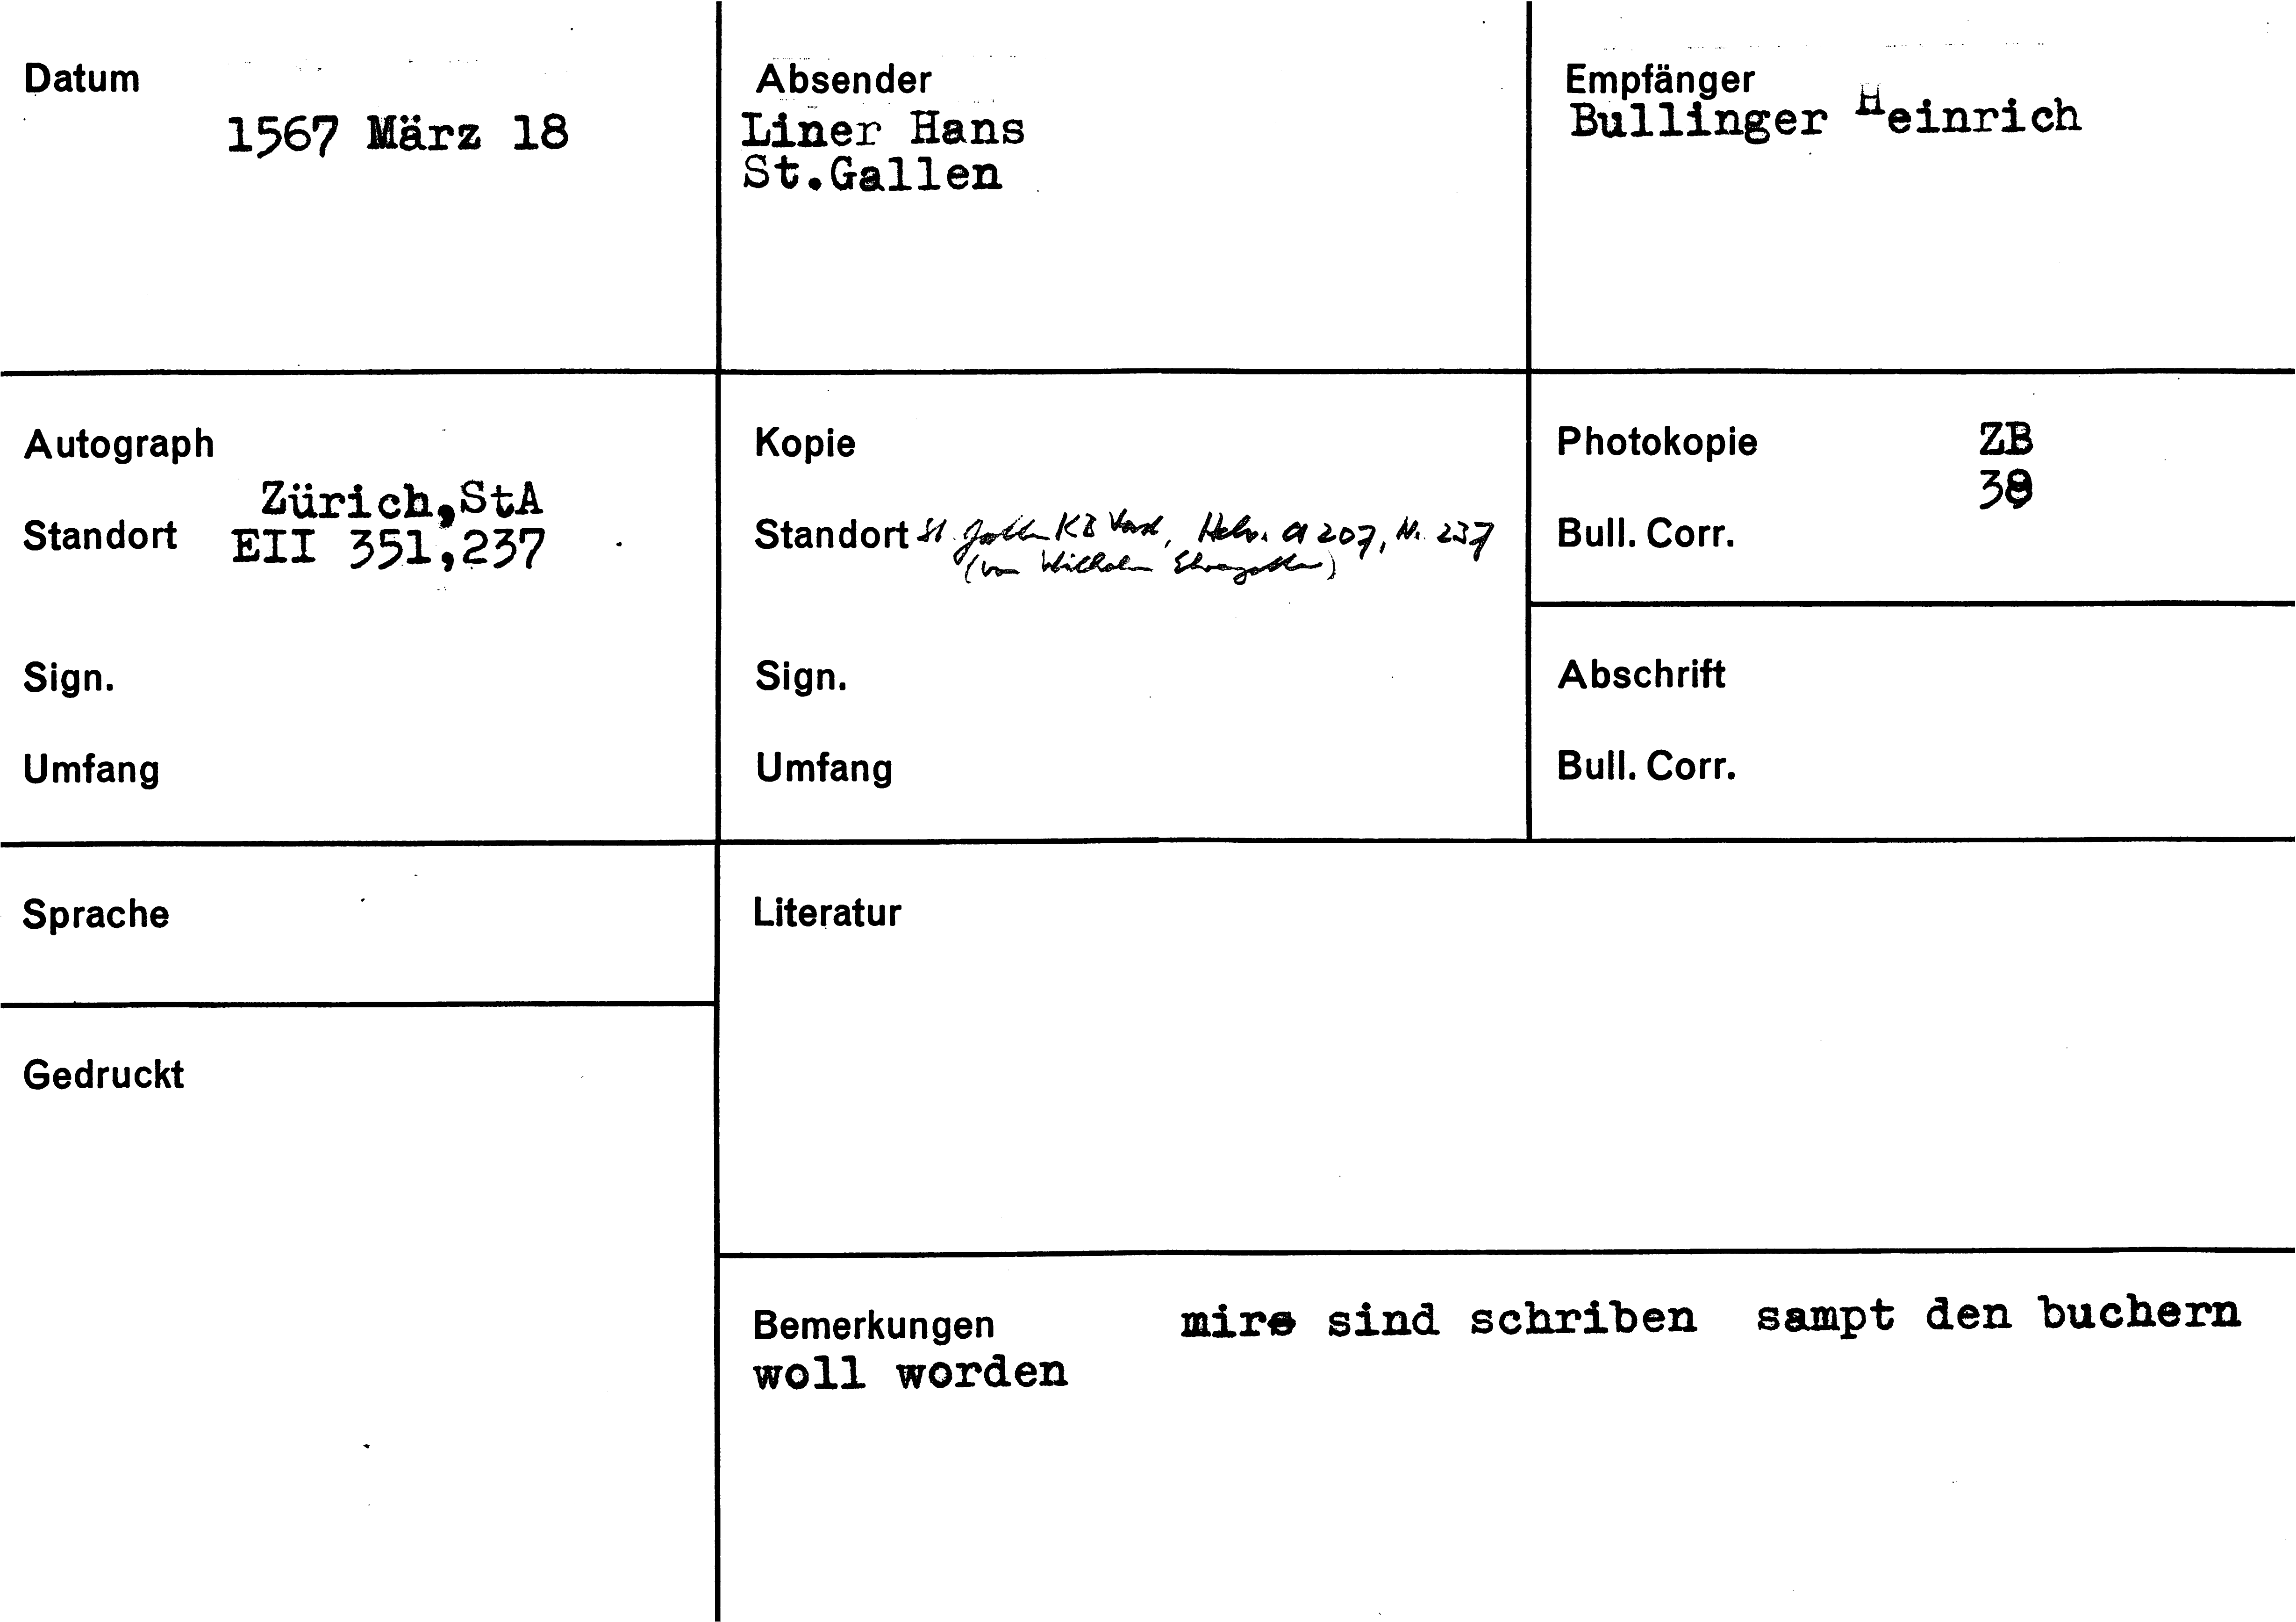 Datum
1567 März 18
Absender
Liner Hans
St.Gallen
Empfänger
Bullinger Heinrich
Autograph
Zürich,StA
Standort EII 351,237
Sign.
Umfang
Kopie
Standort St. Gallen KB Vad, Helv. A 207, N. 237
(von Wilhelm
Sign.
Umfang
Photokopie ZB
38
Bull. Corr.
Abschrift
Bull. Corr.
Sprache
Literatur
Gedruckt
Bemerkungen mire sind schriben sampt den buchern
woll worden